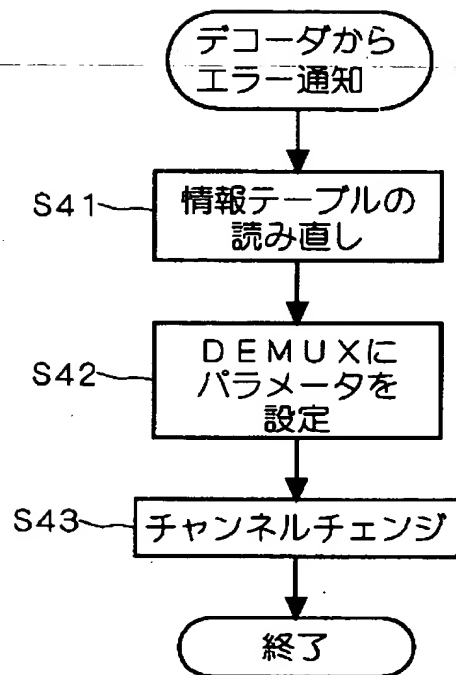 デコーダから
エラー通知
S41
情報テーブルの
読み直し
S42
DEMUXに
パラメータを
設定
S43
チャンネルチェンジ
終了